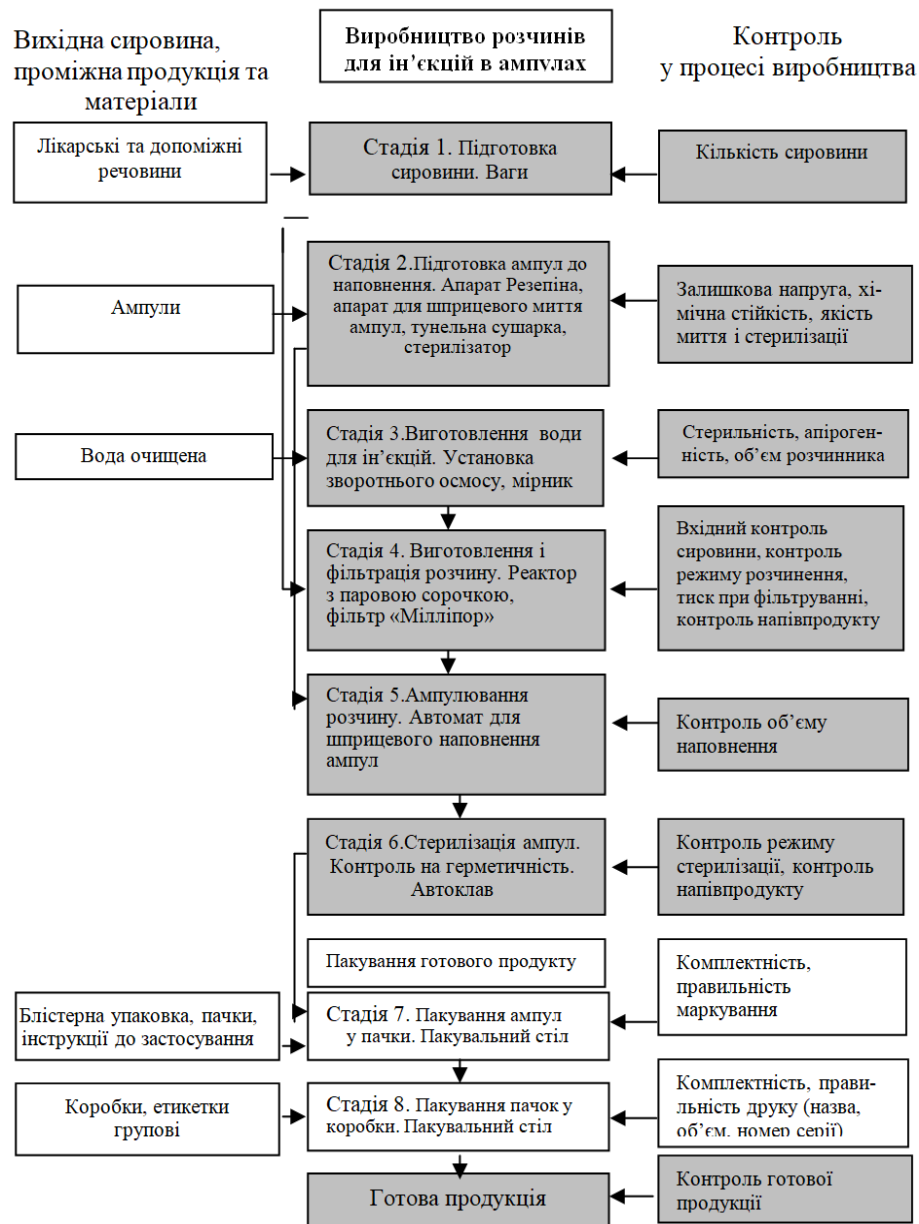 Вихідна сировина,
проміжна продукція та
матеріали
Виробництво розчинів
для ін’єкцій в ампулах
Контроль
у процесі виробництва
Лікарські та допоміжні
речовини
Стадія 1. Підготовка
сировини. Ваги
Кількість сировини
Ампули
Стадія 2.Підготовка ампул до
наповнення. Апарат Резепіна,
апарат для шприцевого миття
ампул, тунельна сушарка,
стерилізатор
Залишкова напруга, хі-
мічна стійкість, якість
миття і стерилізації
Вода очищена
Стадія 3.Виготовлення води
для ін’єкцій. Установка
зворотнього осмосу, мірник
Стерильність, апіроген-
ність, об’єм розчинника
Стадія 4. Виготовлення і
фільтрація розчину. Реактор
з паровою сорочкою,
фільтр «Мілліпор»
Вхідний контроль
сировини, контроль
режиму розчинення,
тиск при фільтруванні,
контроль напівпродукту
Стадія 5.Ампулювання
розчину. Автомат для
шприцевого наповнення
ампул
Контроль об’єму
наповнення
Стадія 6.Стерилізація ампул.
Контроль на герметичність.
Автоклав
Контроль режиму
стерилізації, контроль
напівпродукту
Пакування готового продукту
Комплектність,
правильність
маркування
Блістерна упаковка, пачки,
інструкції до застосування
Стадія 7. Пакування ампул
у пачки. Пакувальний стіл
Коробки, етикетки
групові
Стадія 8. Пакування пачок у
коробки. Пакувальний стіл
Комплектність, прави-
льність друку (назва,
об’єм, номер серії)
Готова продукція
Контроль готової
продукції